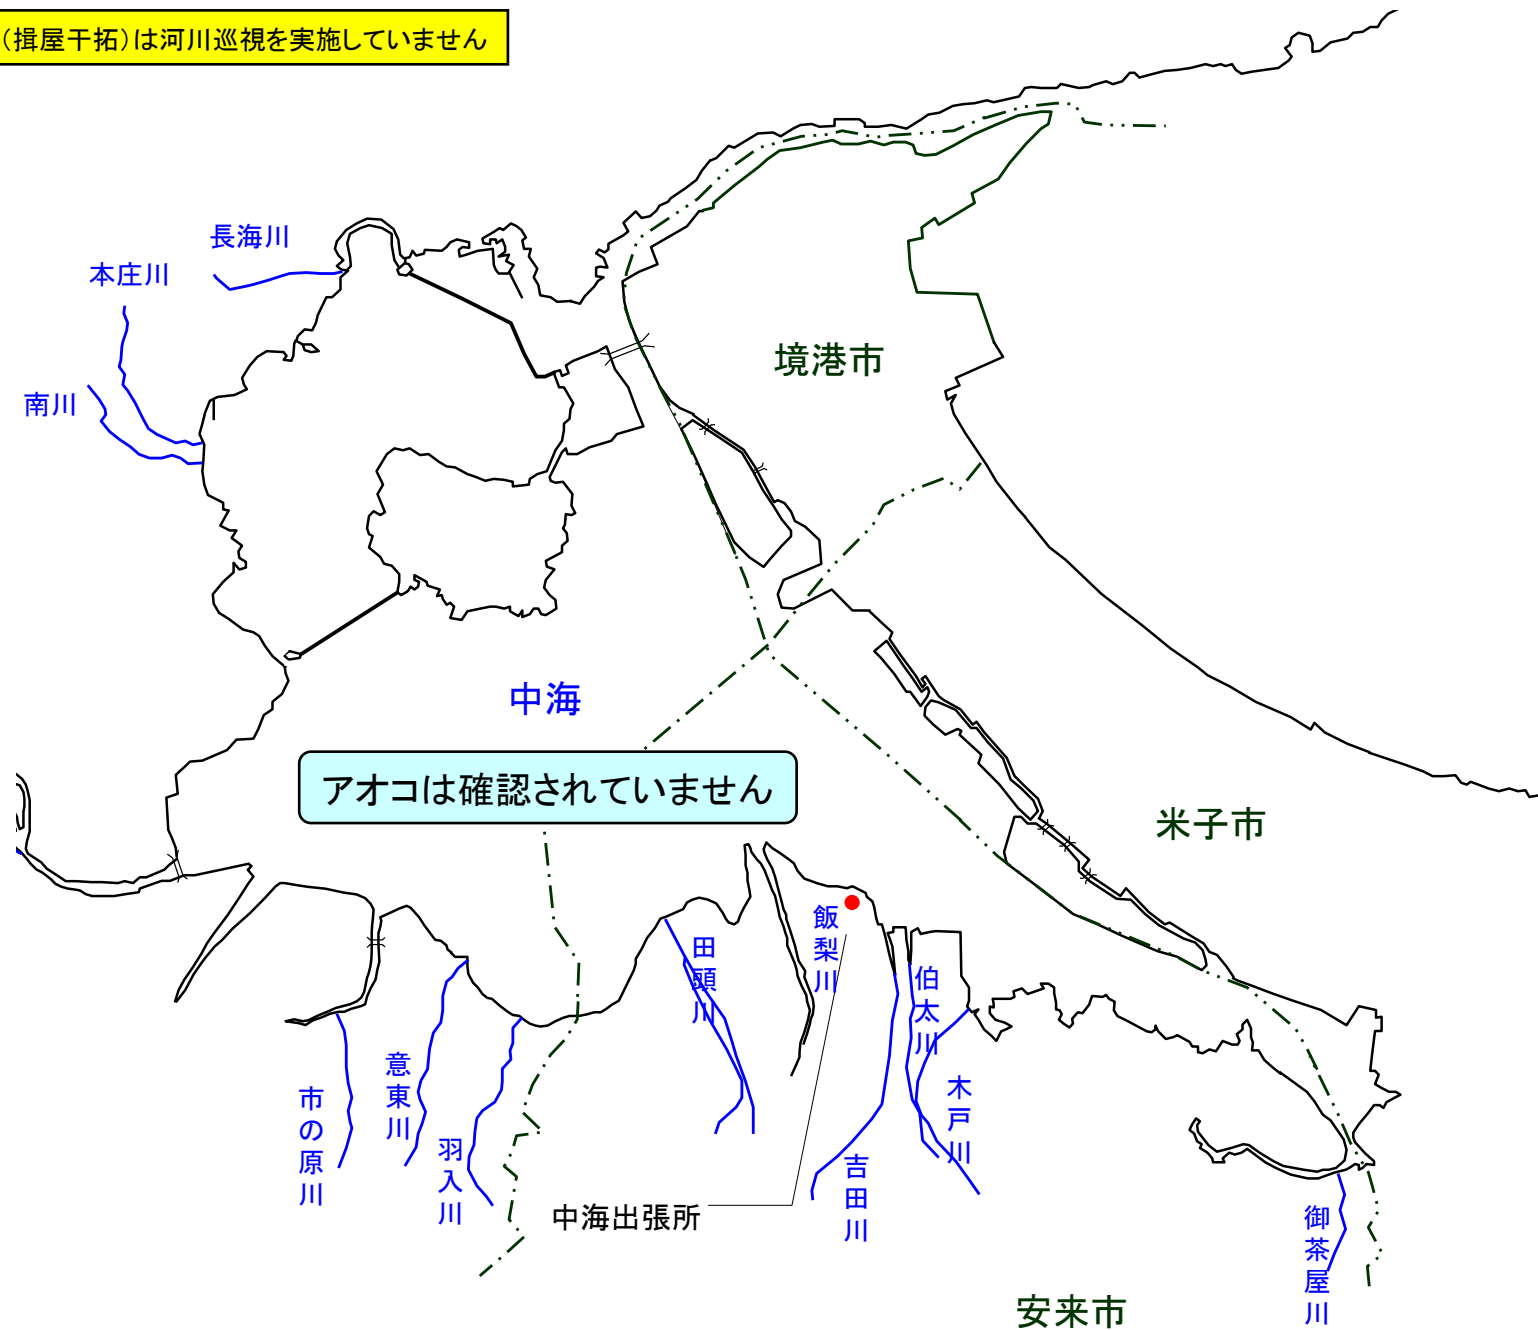 （揖屋干拓）は河川巡視を実施していません
長海川
本庄川
境港市
南川
中海
アオコは確認されていません
米子市
飯梨川
田頭川
伯太川
意東川
木戸川
市の原川
羽入川
吉田川
中海出張所
御茶屋川
安来市